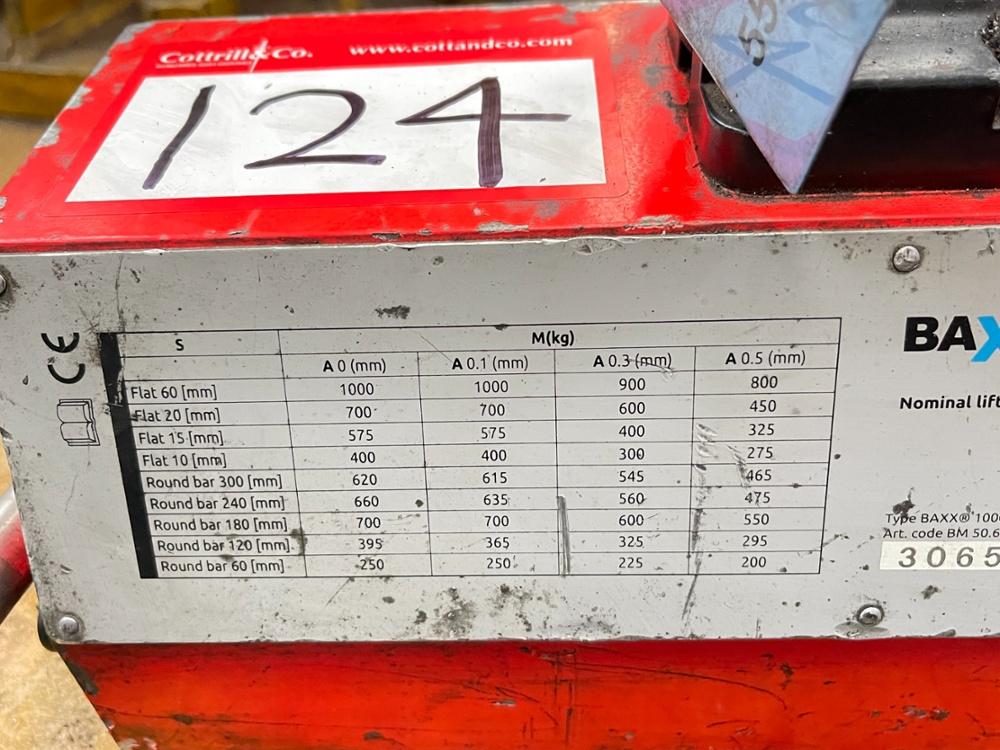 Cottrill&Co. www.cottandco.com
124
55
CE
BAX
S M(kg)
A 0 (mm) A 0.1 (mm) A 0.3 (mm) A 0.5 (mm)
Flat 60 [mm] 1000 1000 900 800
Flat 20 [mm] 700 700 600 450
Flat 15 [mm] 575 575 400 325
Flat 10 [mm] 400 400 300 275
Round bar 300 [mm] 620 615 545 465
Round bar 240 [mm] 660 635 560 475
Round bar 180 [mm] 700 700 600 550
Round bar 120 [mm] 395 365 325 295
Round bar 60 [mm] 250 250 225 200
Nominal lift
Type BAXX® 100
Art. code BM 50.6
3065